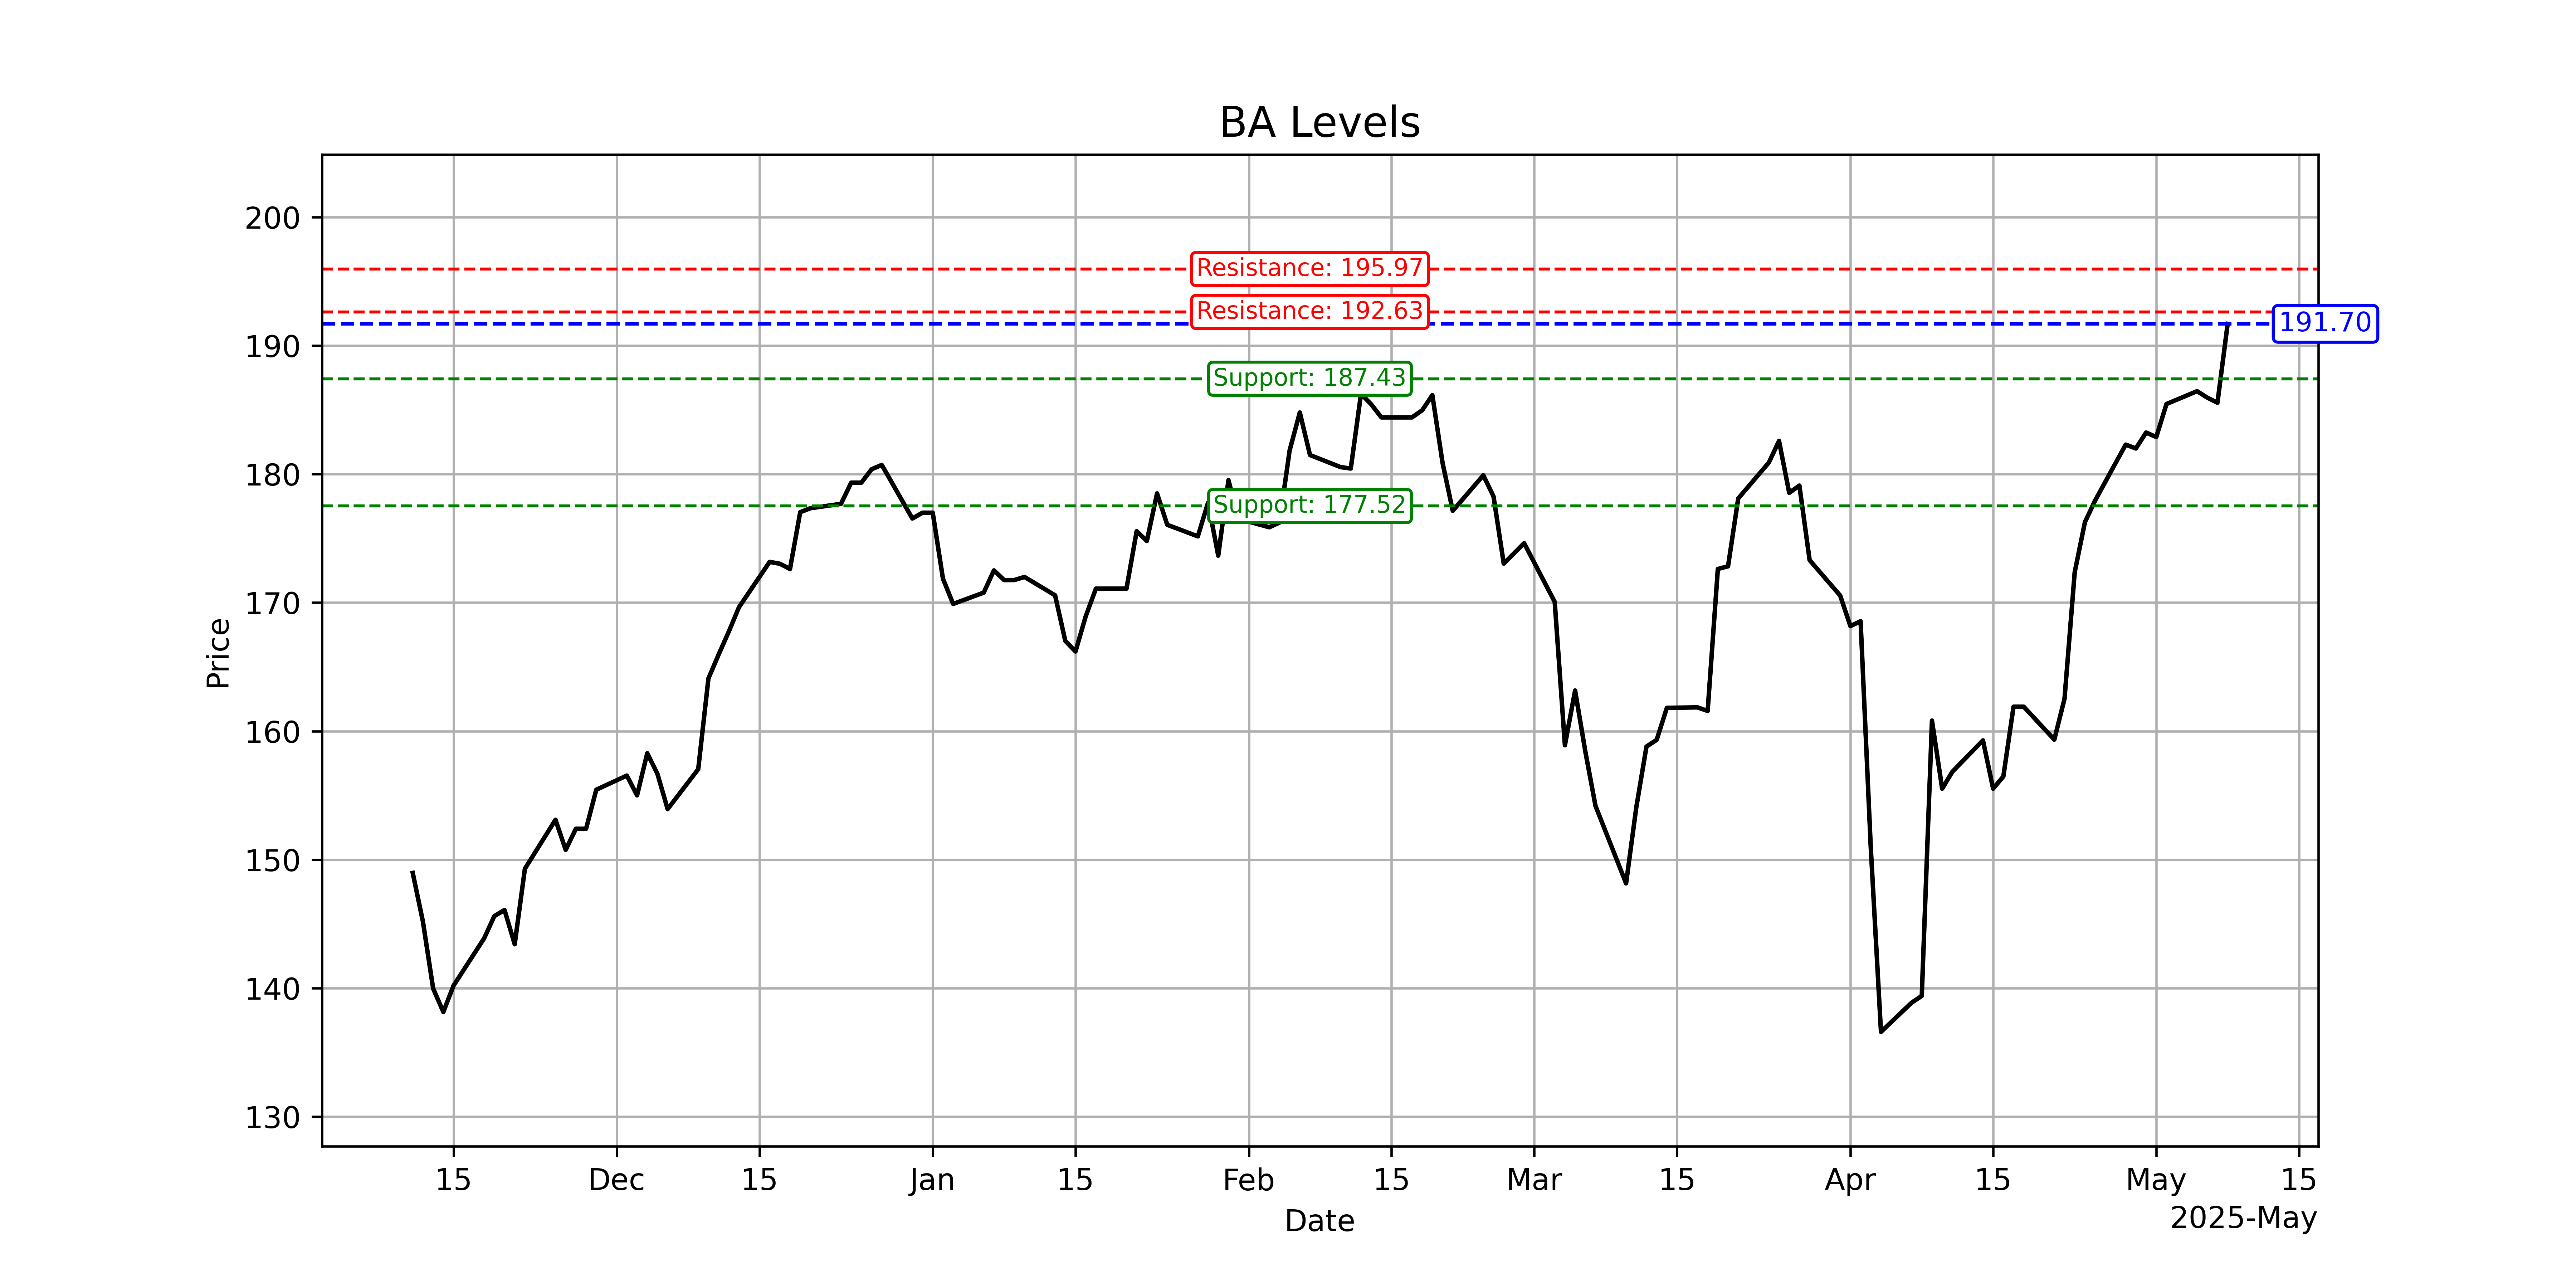 BA Levels
200
190
180
170
160
150
140
130
Price
Resistance: 195.97
Resistance: 192.63
191.70
Support: 187.43
Support: 177.52
15 Dec 15 Jan 15 Feb 15 Mar 15 Apr 15 May 15
Date
2025-May